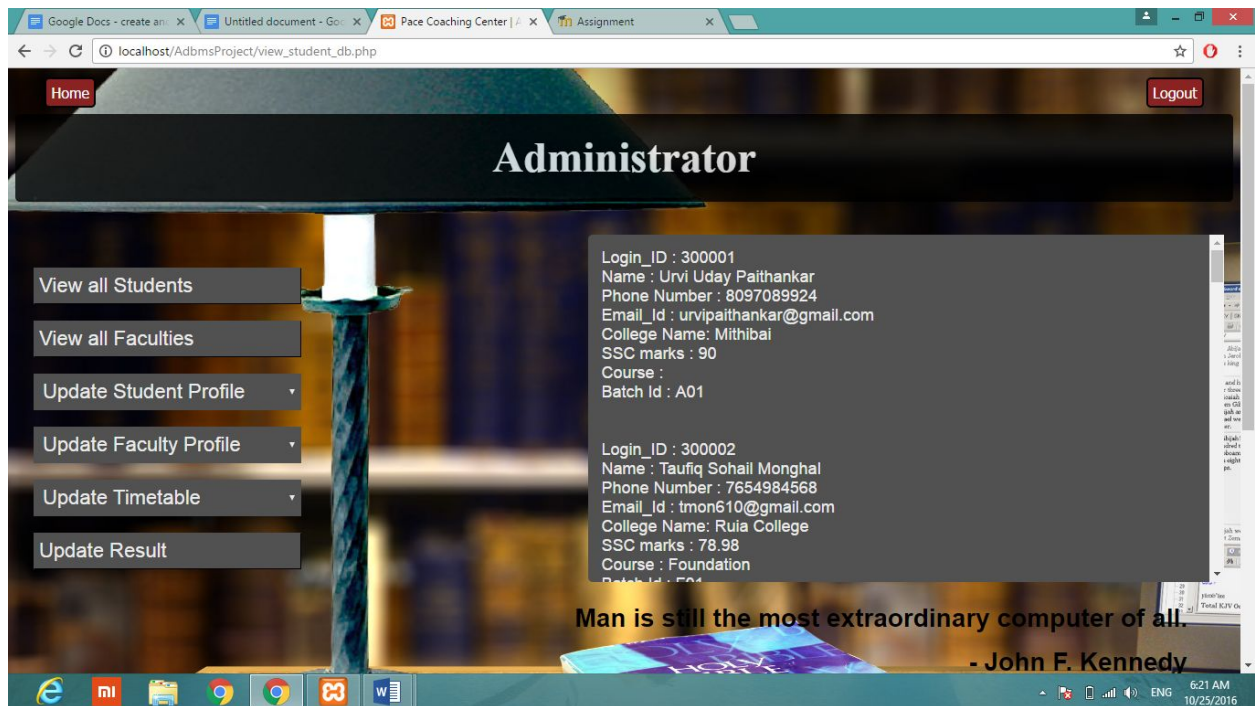 Google Docs - create an
Untitled document - Goo
Pace Coaching Center | A
Assignment
localhost/AdbmsProject/view_student_db.php
Home
Logout
Administrator
View all Students
View all Faculties
Update Student Profile
Update Faculty Profile
Update Timetable
Update Result
Login_ID : 300001
Name : Urvi Uday Paithankar
Phone Number : 8097089924
Email_Id : urvipaithankar@gmail.com
College Name: Mithibai
SSC marks : 90
Course :
Batch Id : A01
Login_ID : 300002
Name : Taufiq Sohail Monghal
Phone Number : 7654984568
Email_Id : tmon610@gmail.com
College Name: Ruia College
SSC marks : 78.98
Course : Foundation
Batch Id : F01
Man is still the most extraordinary computer of all.
- John F. Kennedy
HOLY
BIBLE
ENG
6:21 AM
10/25/2016